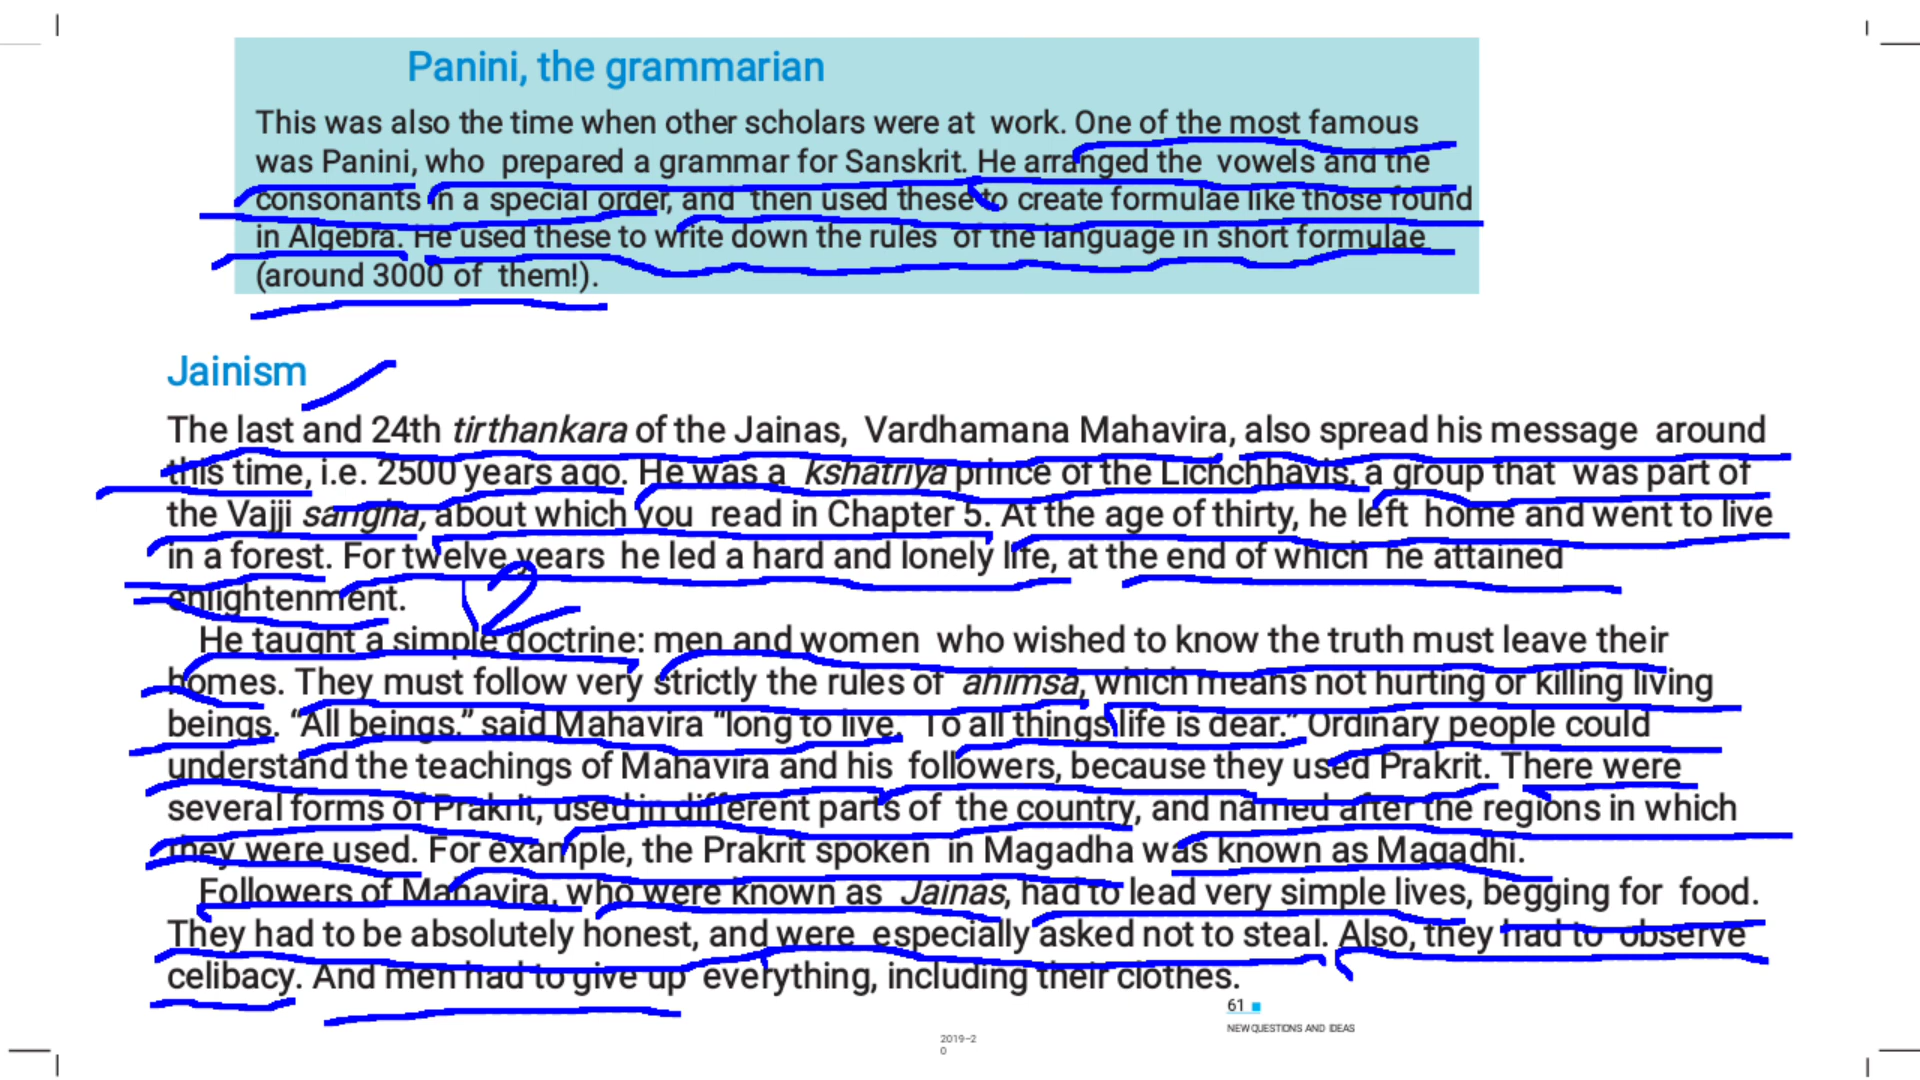 Panini, the grammarian
This was also the time when other scholars were at work. One of the most famous
was Panini, who prepared a grammar for Sanskrit. He arranged the vowels and the
consonants in a special order, and then used these to create formulae like those found
in Algebra. He used these to write down the rules of the language in short formulae
(around 3000 of them!).
Jainism
The last and 24th tirthankara of the Jainas, Vardhamana Mahavira, also spread his message around
this time, i.e. 2500 years ago. He was a kshatriya prince of the Lichchhavis, a group that was part of
the Vajji sangha, about which you read in Chapter 5. At the age of thirty, he left home and went to live
in a forest. For twelve years he led a hard and lonely life, at the end of which he attained
enlightenment.
He taught a simple doctrine: men and women who wished to know the truth must leave their
homes. They must follow very strictly the rules of ahimsa, which means not hurting or killing living
beings. “All beings,” said Mahavira “long to live. To all things life is dear.” Ordinary people could
understand the teachings of Mahavira and his followers, because they used Prakrit. There were
several forms of Prakrit, used in different parts of the country, and named after the regions in which
they were used. For example, the Prakrit spoken in Magadha was known as Magadhi.
Followers of Mahavira, who were known as Jainas, had to lead very simple lives, begging for food.
They had to be absolutely honest, and were especially asked not to steal. Also, they had to observe
celibacy. And men had to give up everything, including their clothes.
61
NEW QUESTIONS AND IDEAS
2019–2
0